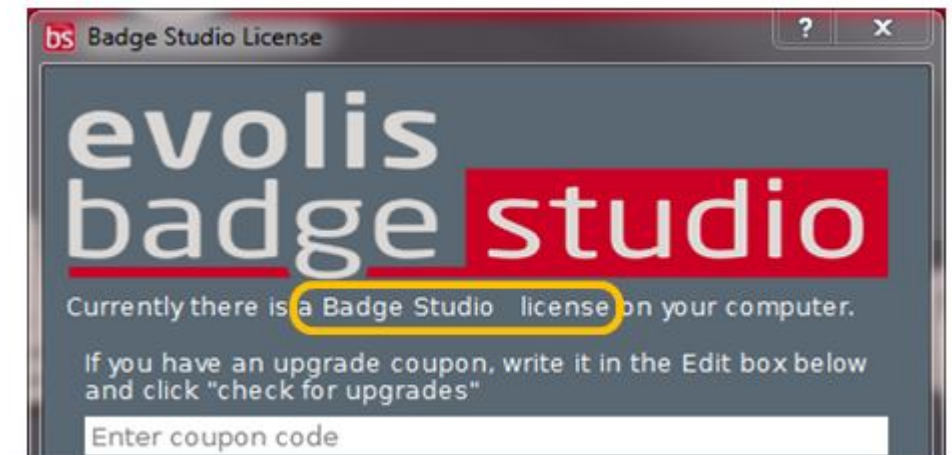 bs Badge Studio License ? x
evolis
badge studio
Currently there is a Badge Studio license on your computer.
If you have an upgrade coupon, write it in the Edit box below
and click "check for upgrades"
Enter coupon code